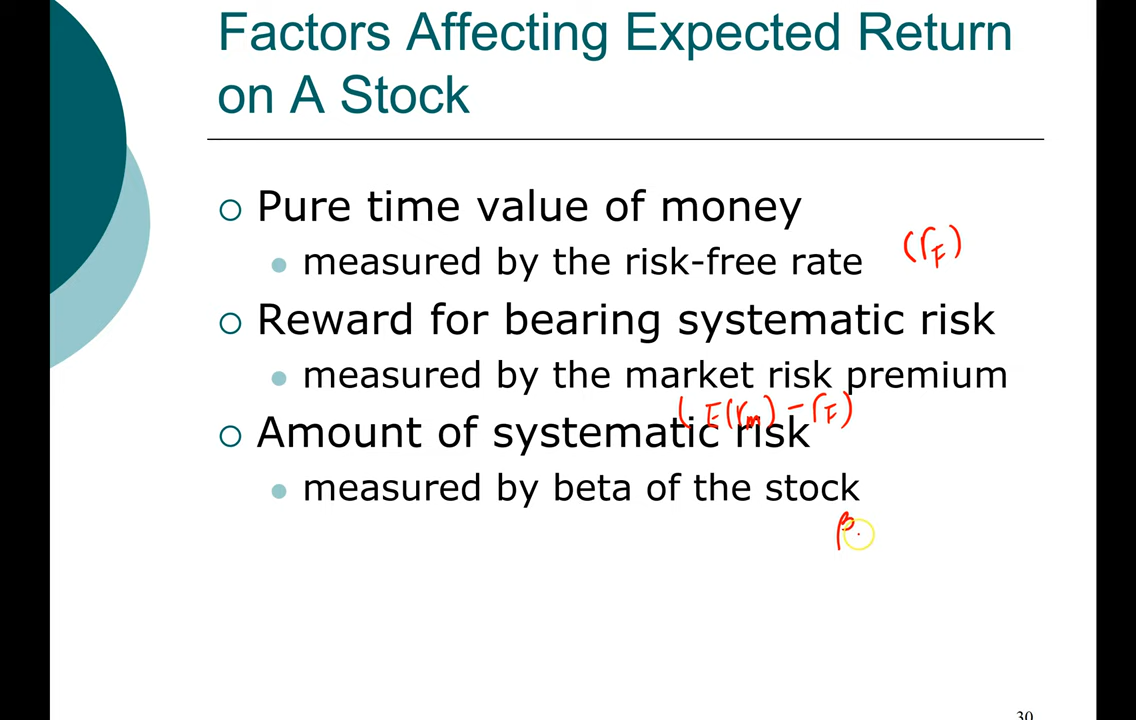 Factors Affecting Expected Return
on A Stock
Pure time value of money
measured by the risk-free rate (rF)
Reward for bearing systematic risk
measured by the market risk premium
(E(rm) - rF)
Amount of systematic risk
measured by beta of the stock
β
30